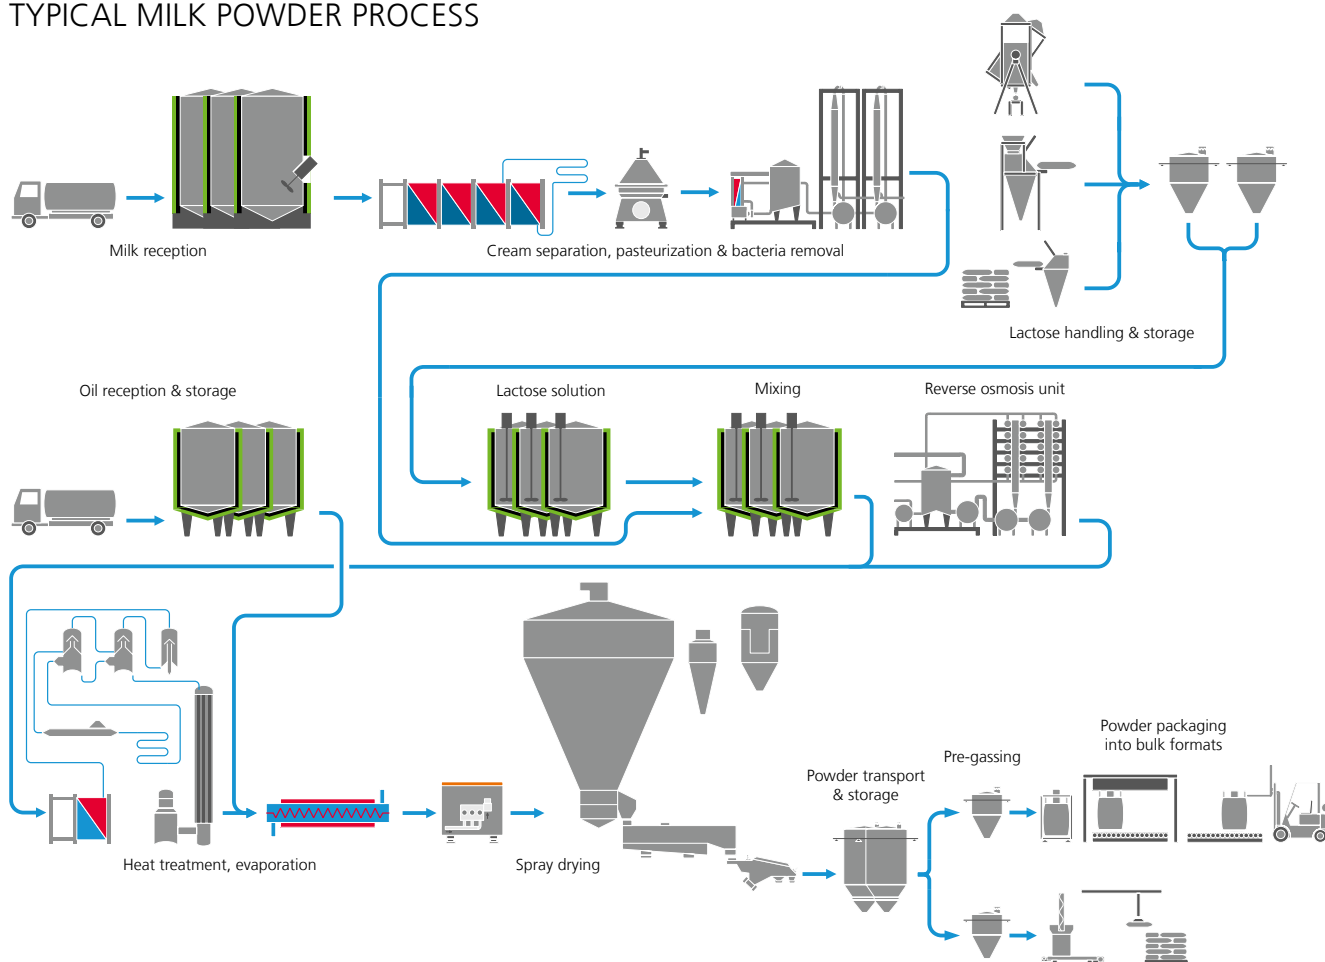 TYPICAL MILK POWDER PROCESS
Milk reception
Cream separation, pasteurization & bacteria removal
Lactose handling & storage
Oil reception & storage
Lactose solution
Mixing
Reverse osmosis unit
Heat treatment, evaporation
Spray drying
Powder transport
& storage
Pre-gassing
Powder packaging
into bulk formats